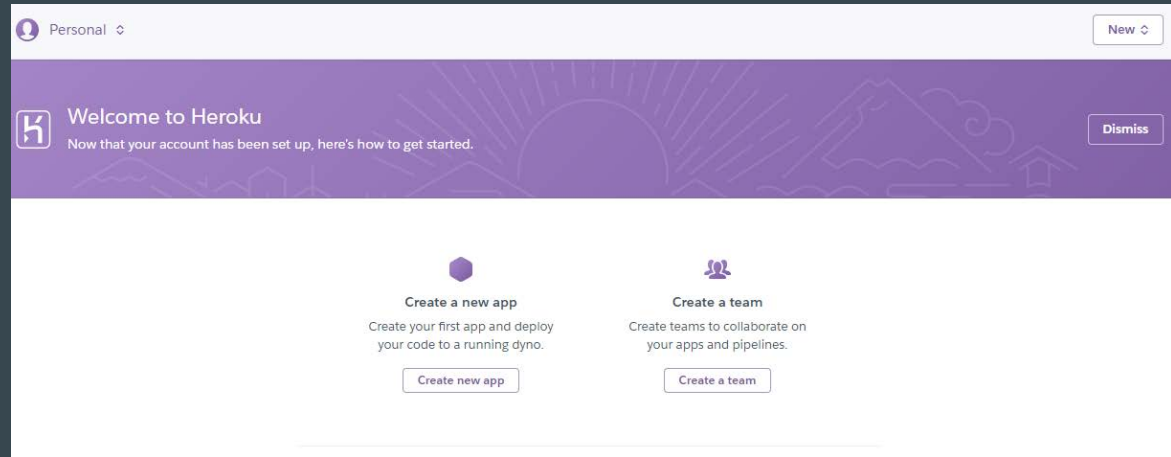 Personal
New
Welcome to Heroku
Now that your account has been set up, here's how to get started.
Dismiss
Create a new app
Create your first app and deploy
your code to a running dyno.
Create new app
Create a team
Create teams to collaborate on
your apps and pipelines.
Create a team